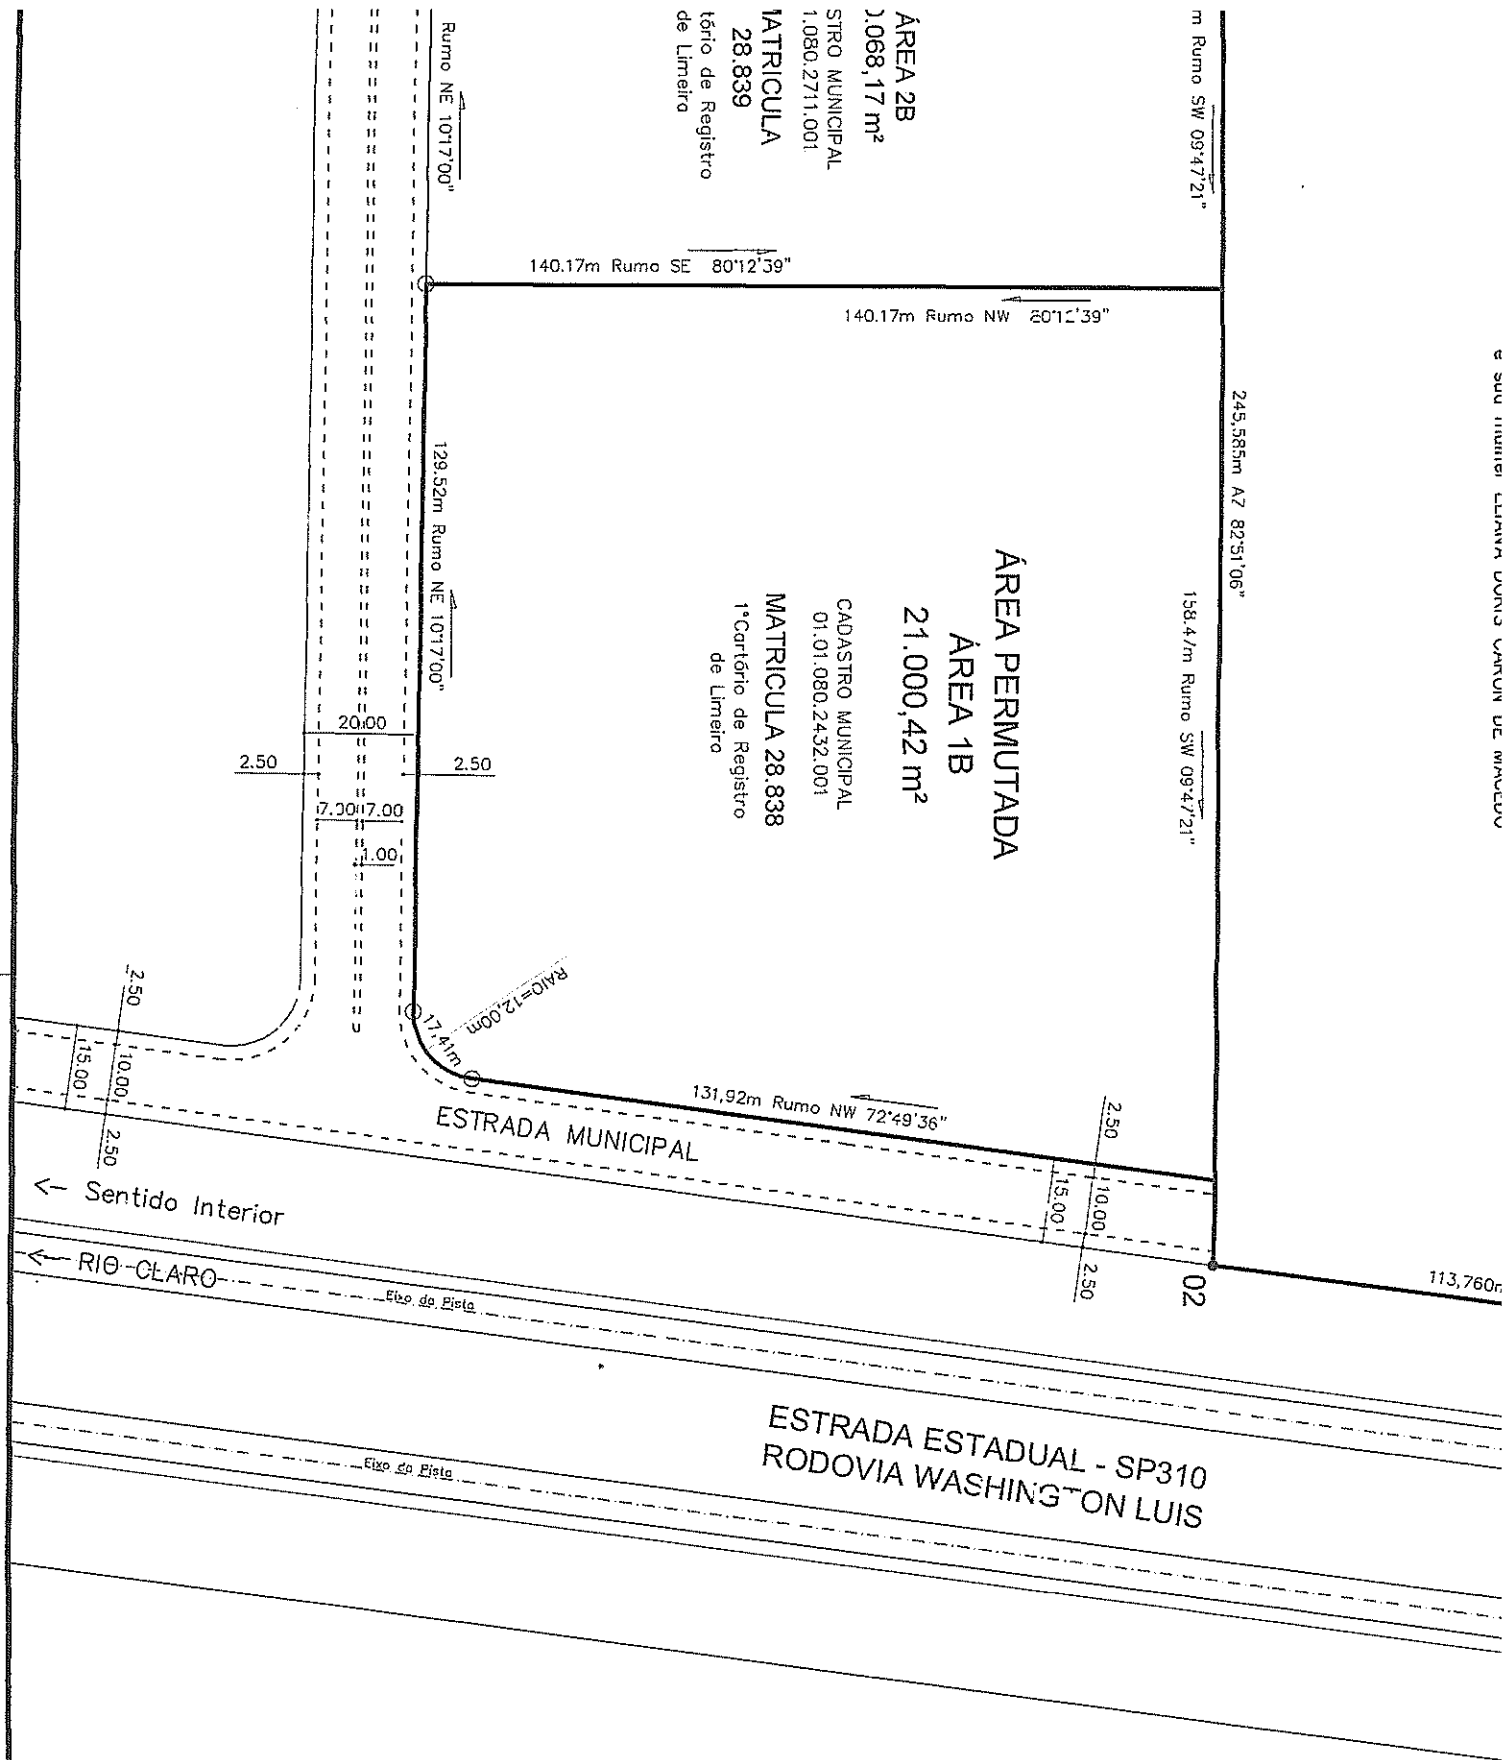 Rumo NE 10°17'00"
ÁREA 2B
0.068,17 m²
STRO MUNICIPAL
1.080.2711.001
MATRICULA
28.839
tório de Registro
de Limeira
m Rumo SW 09°47'21"
140.17m Rumo SE 80°12'39"
140.17m Rumo NW 80°12'39"
245,585m AZ 82°51'06"
158.47m Rumo SW 09°47'21"
129.52m Rumo NE 10°17'00"
ÁREA PERMUTADA
ÁREA 1B
21.000,42 m²
CADASTRO MUNICIPAL
01.01.080.2432.001
MATRICULA 28.838
1°Cartório de Registro
de Limeira
20.00
2.50
2.50
7.00
7.00
1.00
RAIO=12,00m
17,41m
131,92m Rumo NW 72°49'36"
2.50
10.00
15.00
2.50
2.50
10.00
15.00
2.50
ESTRADA MUNICIPAL
02
113,760m
← Sentido Interior
← RIO CLARO
Eixo da Pista
ESTRADA ESTADUAL - SP310
RODOVIA WASHINGTON LUIS
Eixo da Pista